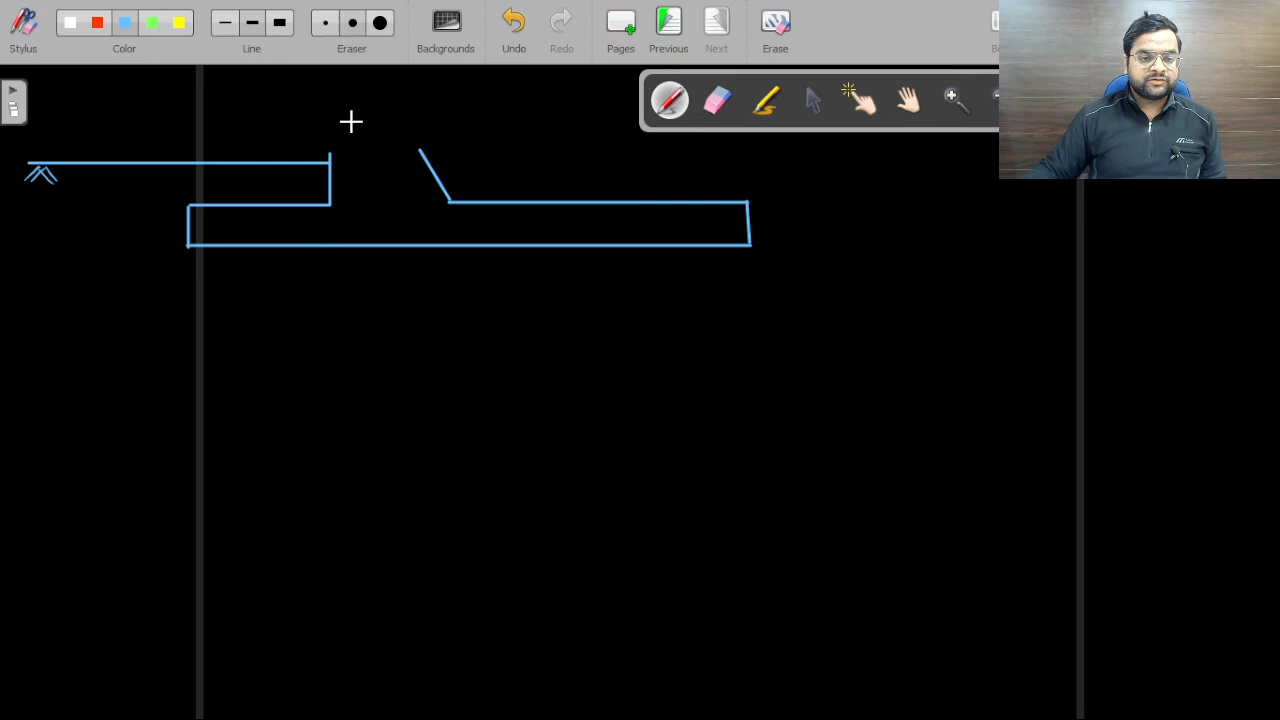 Stylus
Color
Line
Eraser
Backgrounds
Undo
Redo
Pages
Previous
Next
Erase